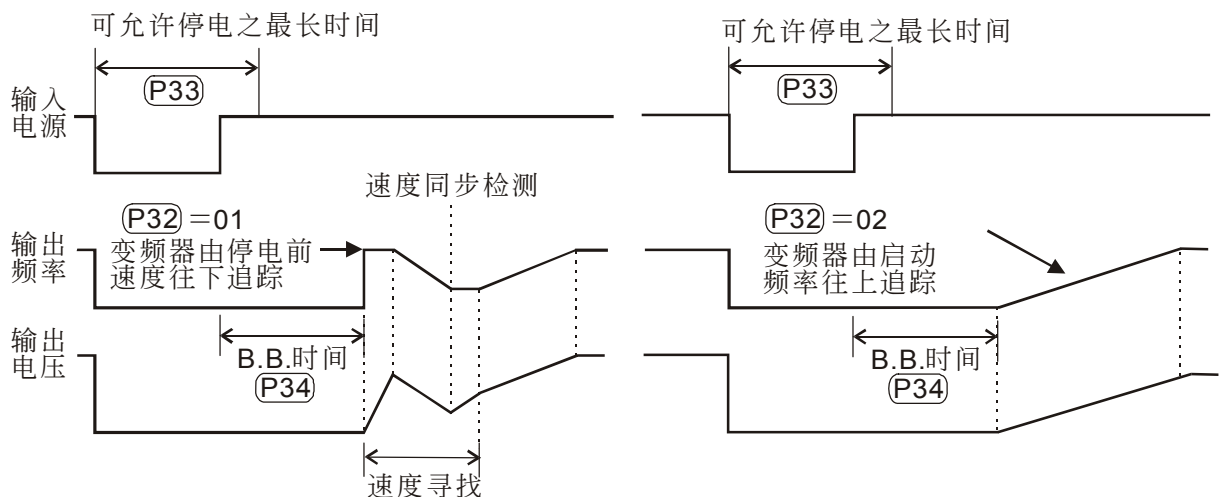 可允许停电之最长时间
P33
输入
电源
速度同步检测
P32=01
输出
频率
变频器由停电前
速度往下追踪
输出
电压
B.B.时间
P34
速度寻找
可允许停电之最长时间
P33
P32=02
变频器由启动
频率往上追踪
B.B.时间
P34